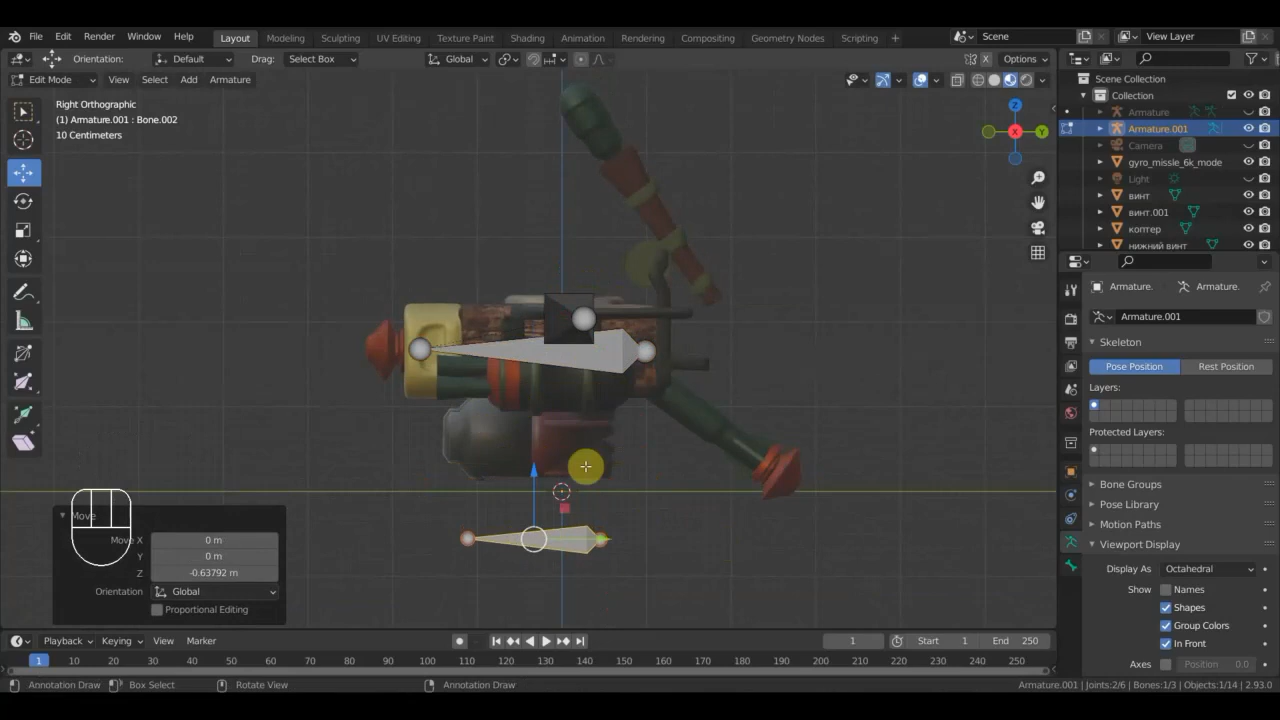 File Edit Render Window Help Layout Modeling Sculpting UV Editing Texture Paint Shading Animation Rendering Compositing Geometry Nodes Scripting + Scene View Layer
Orientation: Default Drag: Select Box Global X Options
Edit Mode View Select Add Armature
Right Orthographic
(1) Armature.001 : Bone.002
10 Centimeters
Z
X
Y
Scene Collection
Collection
Armature
Armature.001
Camera
gyro_missle_6k_mode
Light
винт
винт.001
коптер
нижний винт
Armature. Armature.
Armature.001
Skeleton
Pose Position Rest Position
Layers:
Protected Layers:
Bone Groups
Pose Library
Motion Paths
Viewport Display
Display As Octahedral
Show Names
Shapes
Group Colors
In Front
Axes Position 0.0
Move
Move X 0 m
Y 0 m
Z -0.63792 m
Orientation Global
Proportional Editing
Playback Keying View Marker 1 Start 1 End 250
1 10 20 30 40 50 60 70 80 90 100 110 120 130 140 150 160 170 180 190 200 210 220 230 240 250
Annotation Draw Box Select Rotate View Annotation Draw Armature.001 | Joints:2/6 | Bones:1/3 | Objects:1/14 | 2.93.0